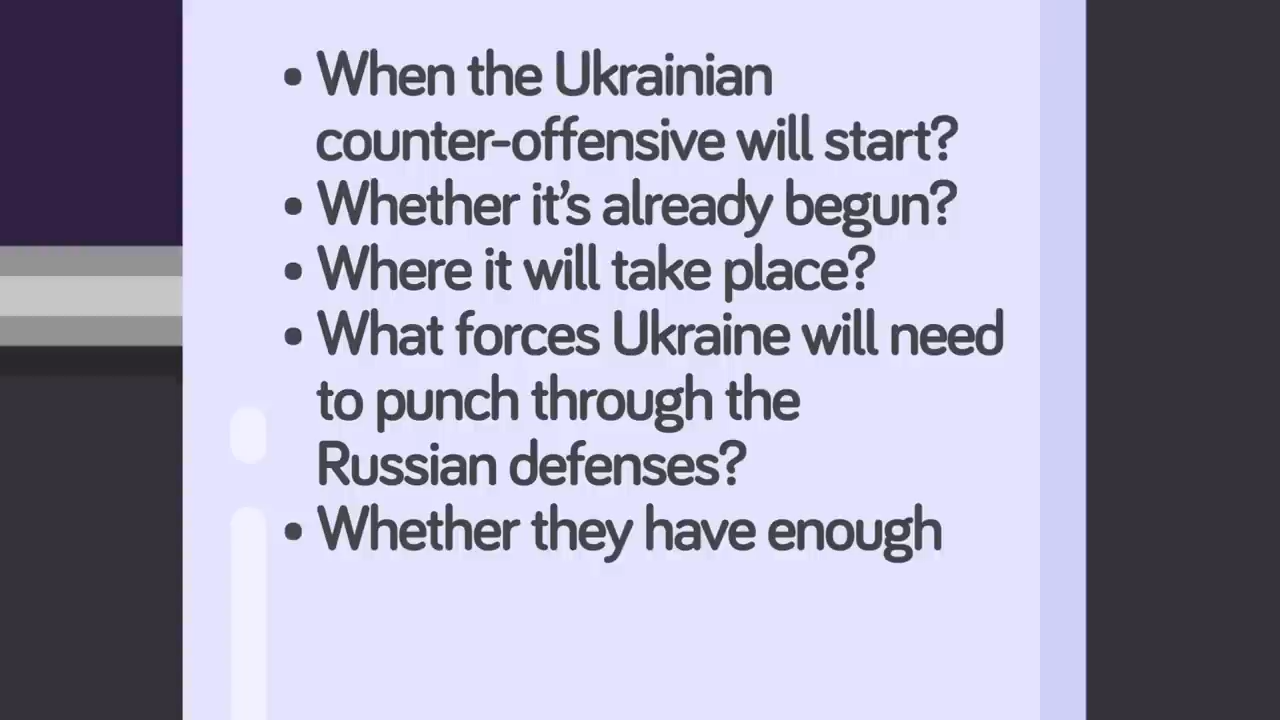 • When the Ukrainian
counter-offensive will start?
• Whether it’s already begun?
• Where it will take place?
• What forces Ukraine will need
to punch through the
Russian defenses?
• Whether they have enough